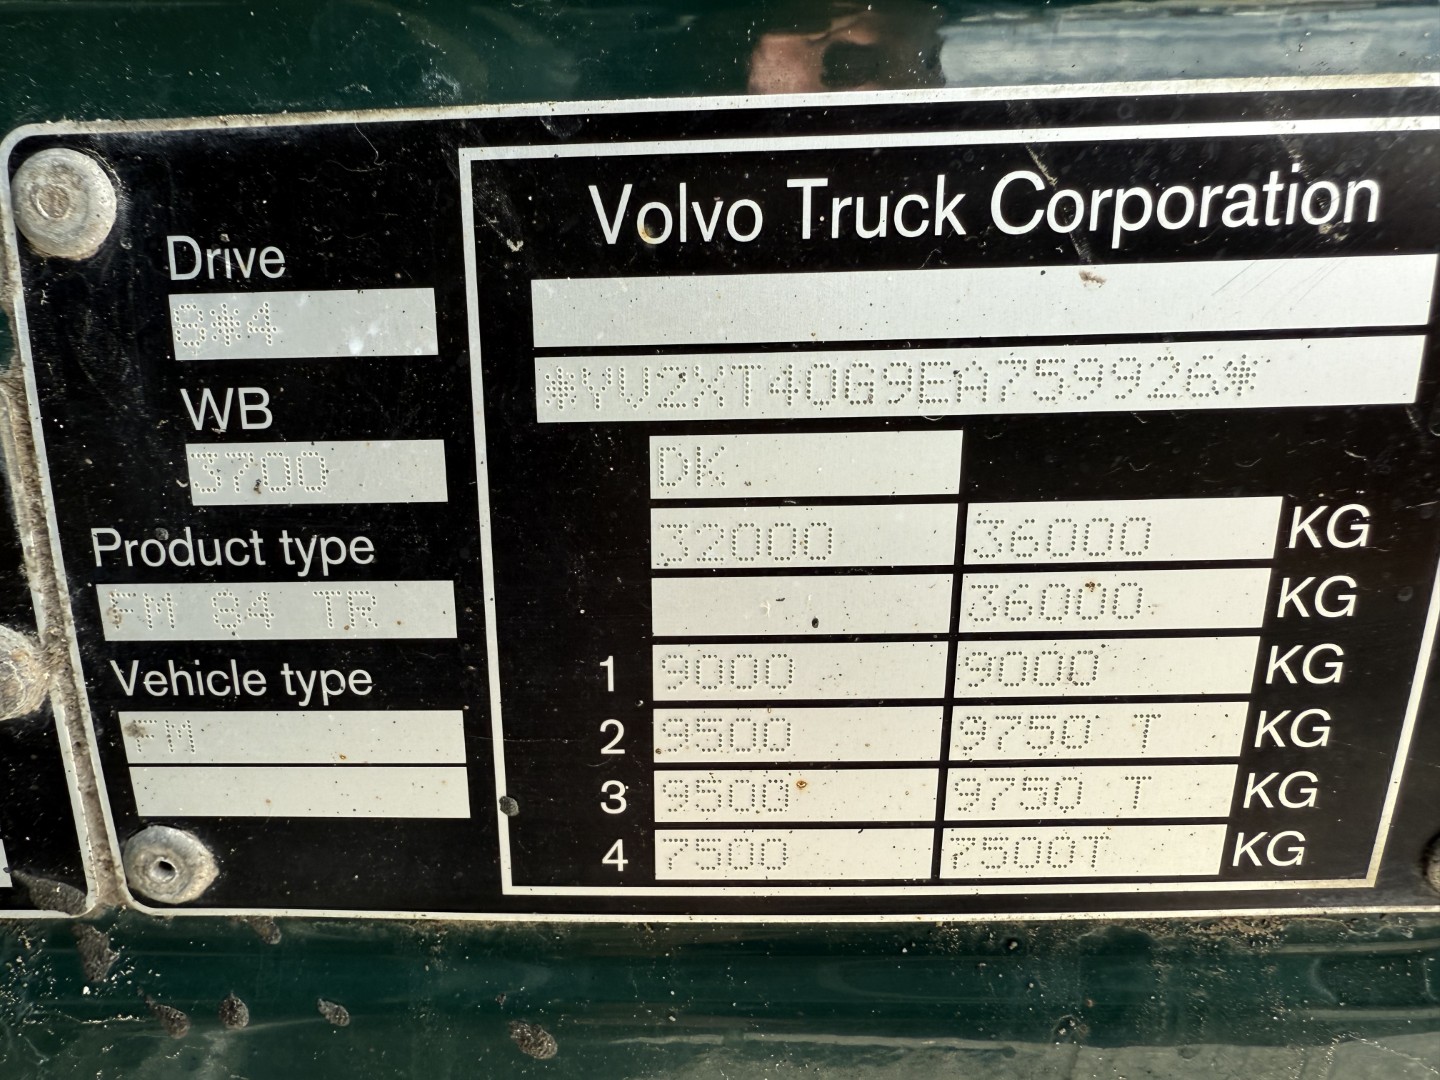 Volvo Truck Corporation
Drive
8*4
*YV2XT40G9EA759926*
WB
3700
DK
32000 36000 KG
Product type
FM 84 TR
36000 KG
Vehicle type
1 9000 9000 KG
FM
2 9500 9750 T KG
3 9500 9750 T KG
4 7500 7500T KG